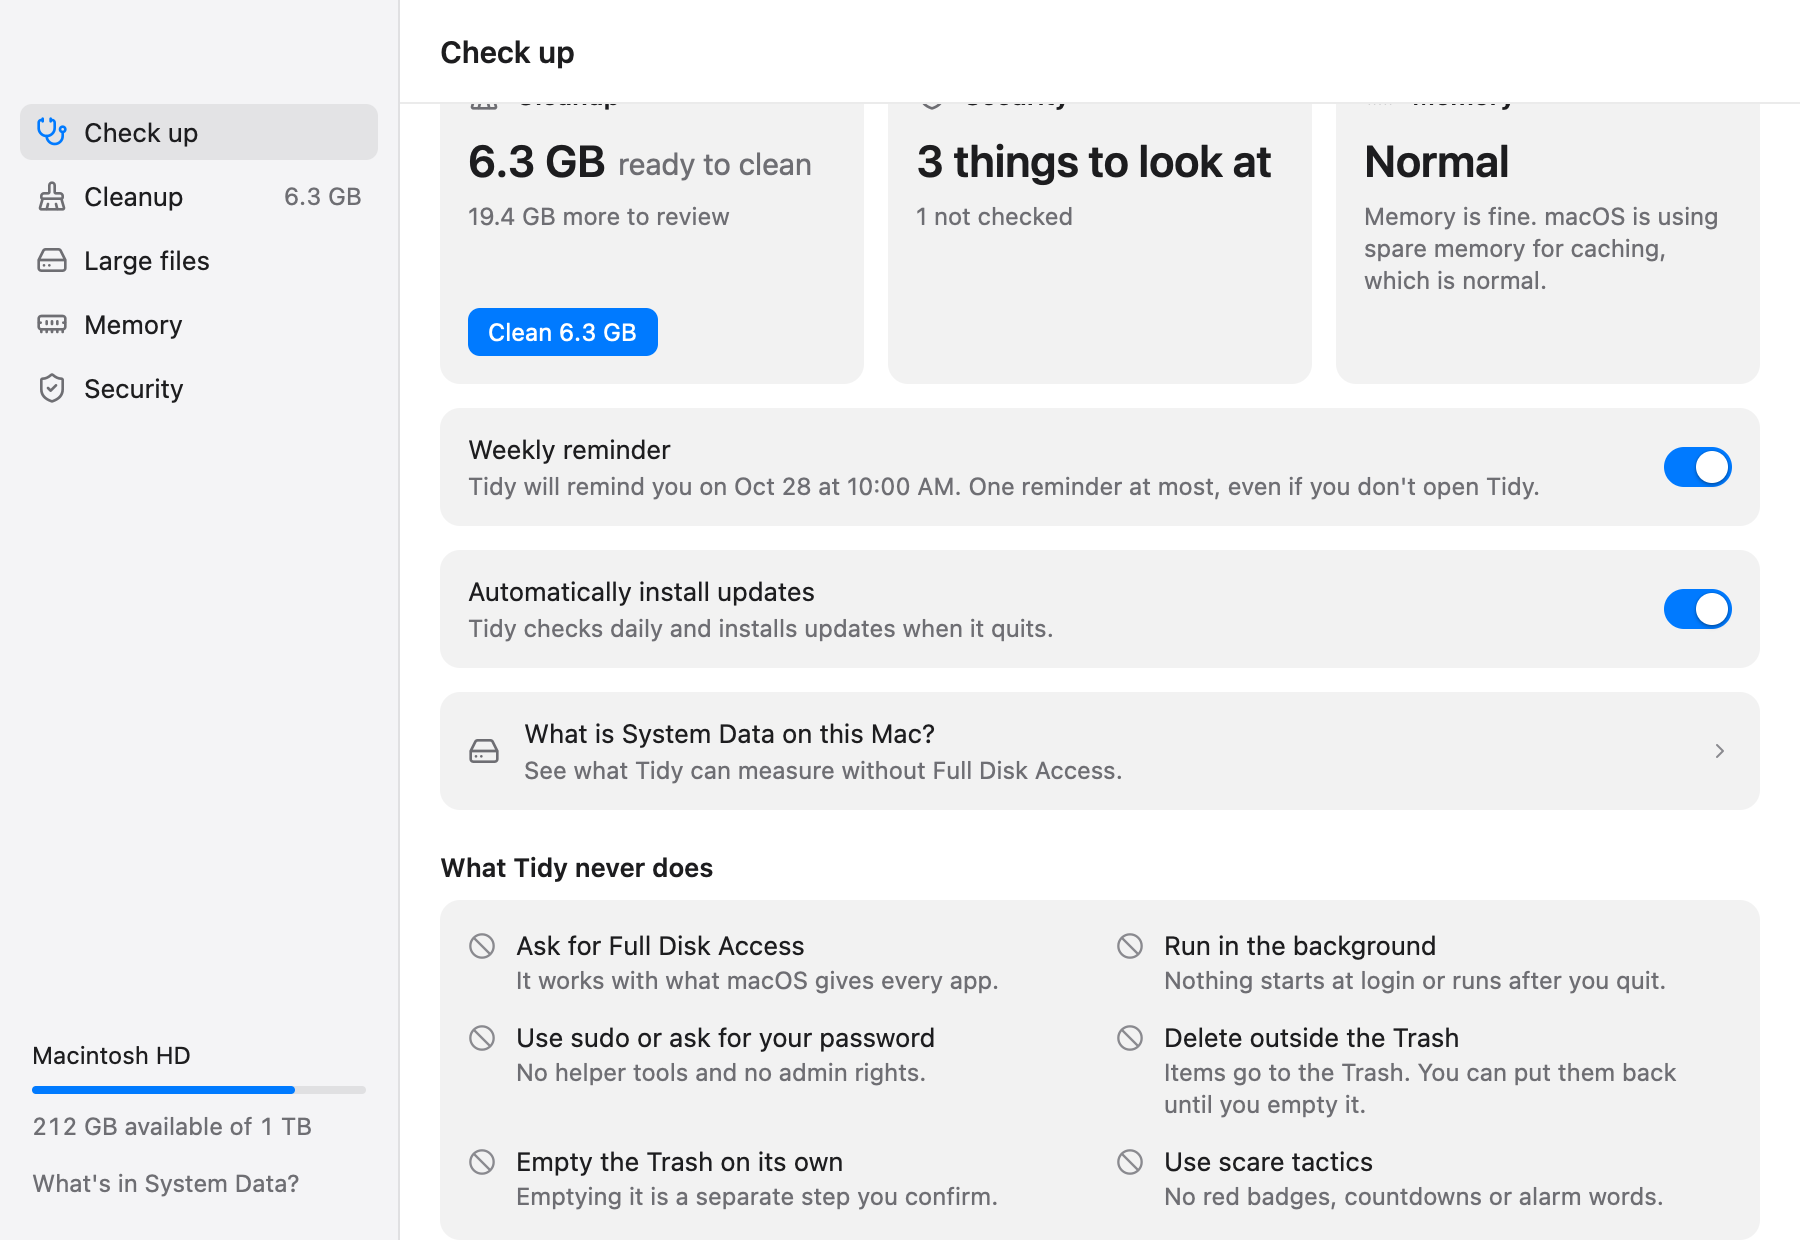 Check up
Check up
Cleanup
6.3 GB
Large files
Memory
Security
Macintosh HD
212 GB available of 1 TB
What's in System Data?
Cleanup
6.3 GB ready to clean
19.4 GB more to review
Clean 6.3 GB
Security
3 things to look at
1 not checked
Memory
Normal
Memory is fine. macOS is using
spare memory for caching,
which is normal.
Weekly reminder
Tidy will remind you on Oct 28 at 10:00 AM. One reminder at most, even if you don't open Tidy.
Automatically install updates
Tidy checks daily and installs updates when it quits.
What is System Data on this Mac?
See what Tidy can measure without Full Disk Access.
What Tidy never does
Ask for Full Disk Access
It works with what macOS gives every app.
Run in the background
Nothing starts at login or runs after you quit.
Use sudo or ask for your password
No helper tools and no admin rights.
Delete outside the Trash
Items go to the Trash. You can put them back
until you empty it.
Empty the Trash on its own
Emptying it is a separate step you confirm.
Use scare tactics
No red badges, countdowns or alarm words.